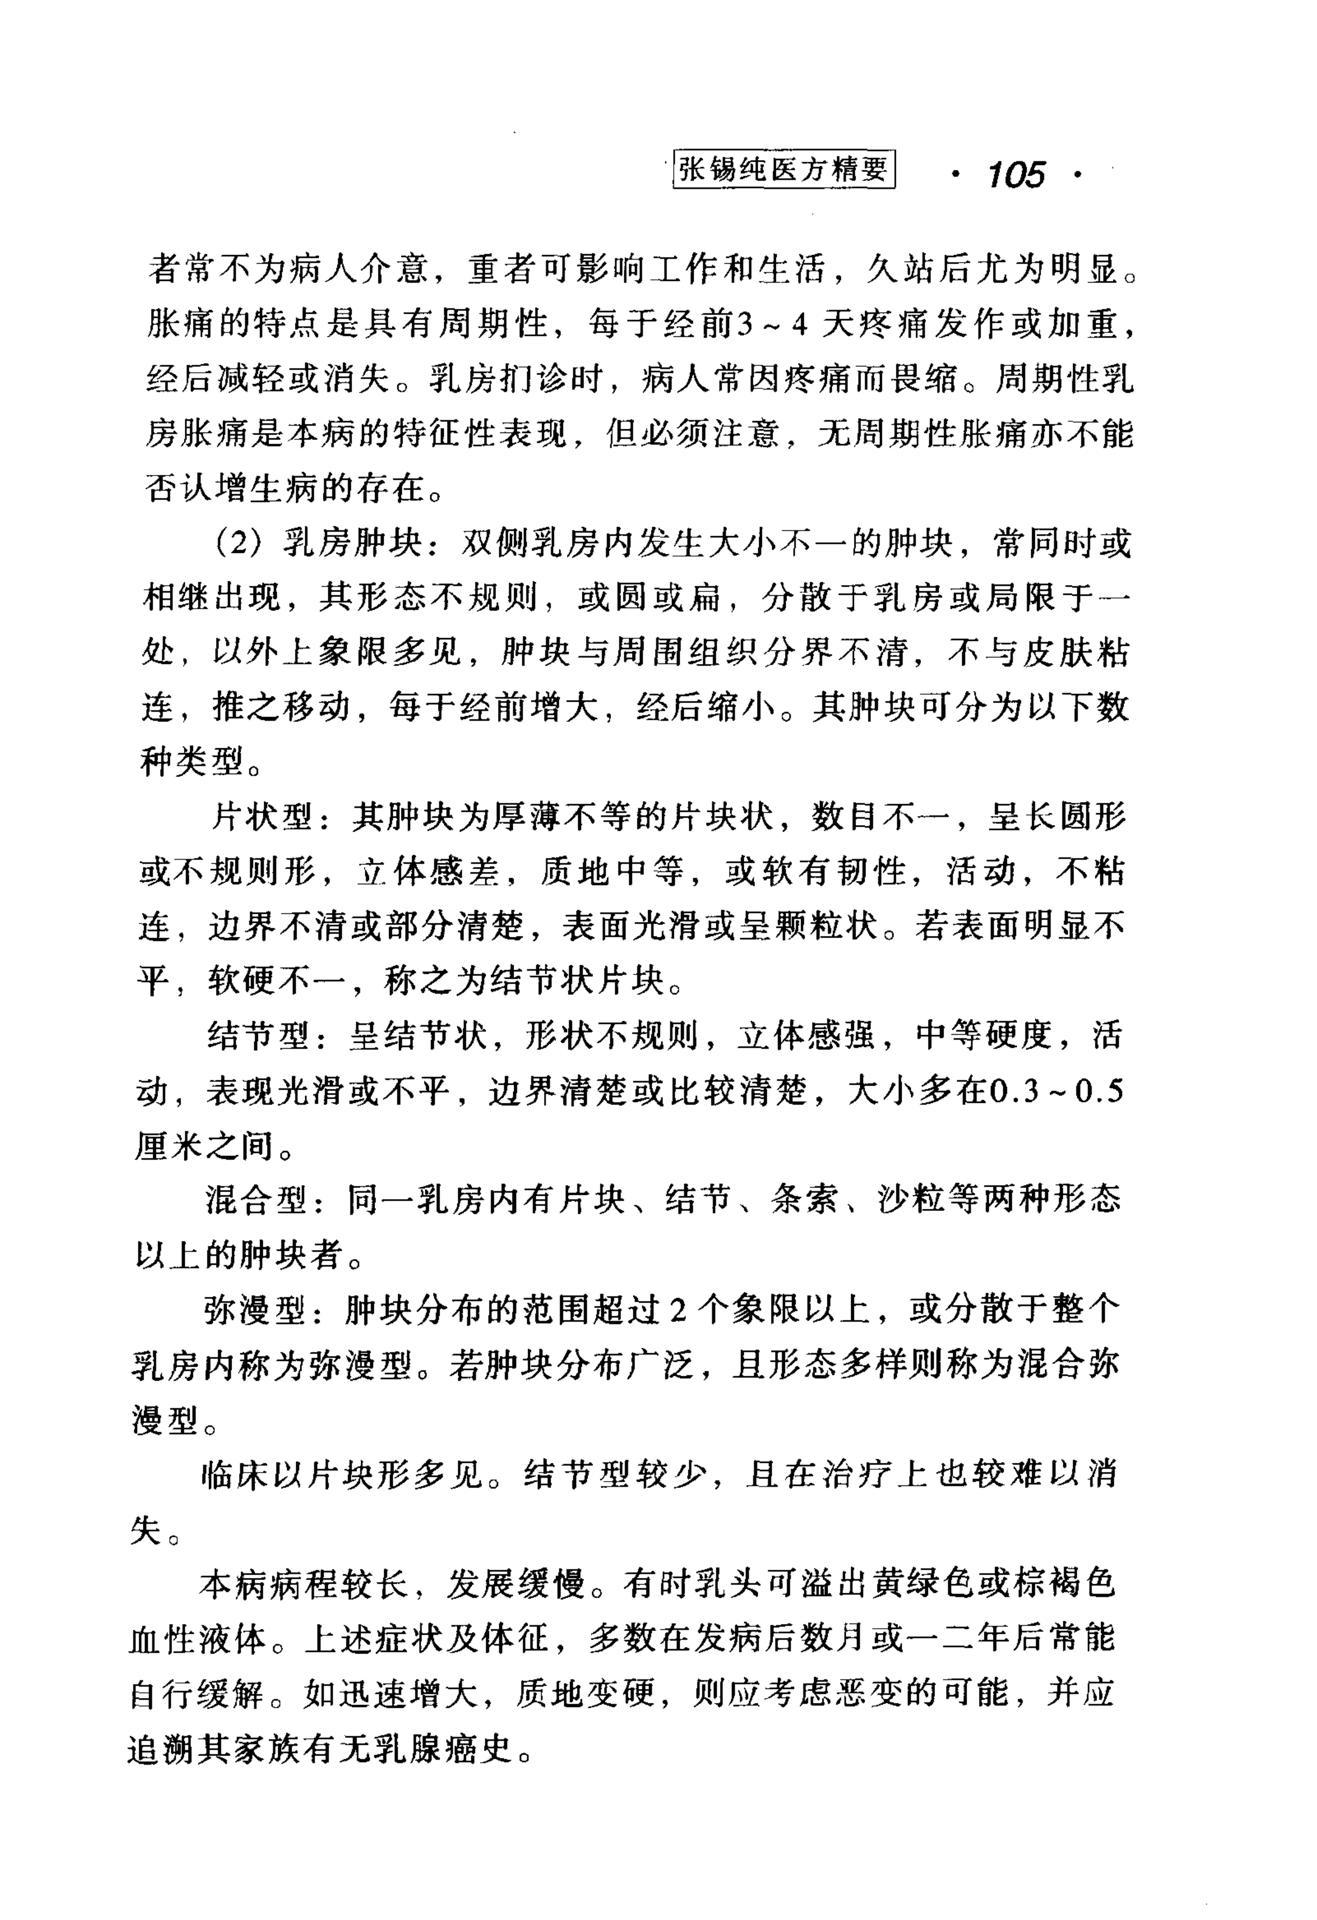 张锡纯医方精要 · 105 ·
者常不为病人介意，重者可影响工作和生活，久站后尤为明显。
胀痛的特点是具有周期性，每于经前3~4 天疼痛发作或加重，
经后减轻或消失。乳房扪诊时，病人常因疼痛而畏缩。周期性乳
房胀痛是本病的特征性表现，但必须注意，无周期性胀痛亦不能
否认增生病的存在。
（2）乳房肿块：双侧乳房内发生大小不一的肿块，常同时或
相继出现，其形态不规则，或圆或扁，分散于乳房或局限于一
处，以外上象限多见，肿块与周围组织分界不清，不与皮肤粘
连，推之移动，每于经前增大，经后缩小。其肿块可分为以下数
种类型。
片状型：其肿块为厚薄不等的片块状，数目不一，呈长圆形
或不规则形，立体感差，质地中等，或软有韧性，活动，不粘
连，边界不清或部分清楚，表面光滑或呈颗粒状。若表面明显不
平，软硬不一，称之为结节状片块。
结节型：呈结节状，形状不规则，立体感强，中等硬度，活
动，表现光滑或不平，边界清楚或比较清楚，大小多在0.3~0.5
厘米之间。
混合型：同一乳房内有片块、结节、条索、沙粒等两种形态
以上的肿块者。
弥漫型：肿块分布的范围超过 2 个象限以上，或分散于整个
乳房内称为弥漫型。若肿块分布广泛，且形态多样则称为混合弥
漫型。
临床以片块形多见。结节型较少，且在治疗上也较难以消
失。
本病病程较长，发展缓慢。有时乳头可溢出黄绿色或棕褐色
血性液体。上述症状及体征，多数在发病后数月或一二年后常能
自行缓解。如迅速增大，质地变硬，则应考虑恶变的可能，并应
追溯其家族有无乳腺癌史。